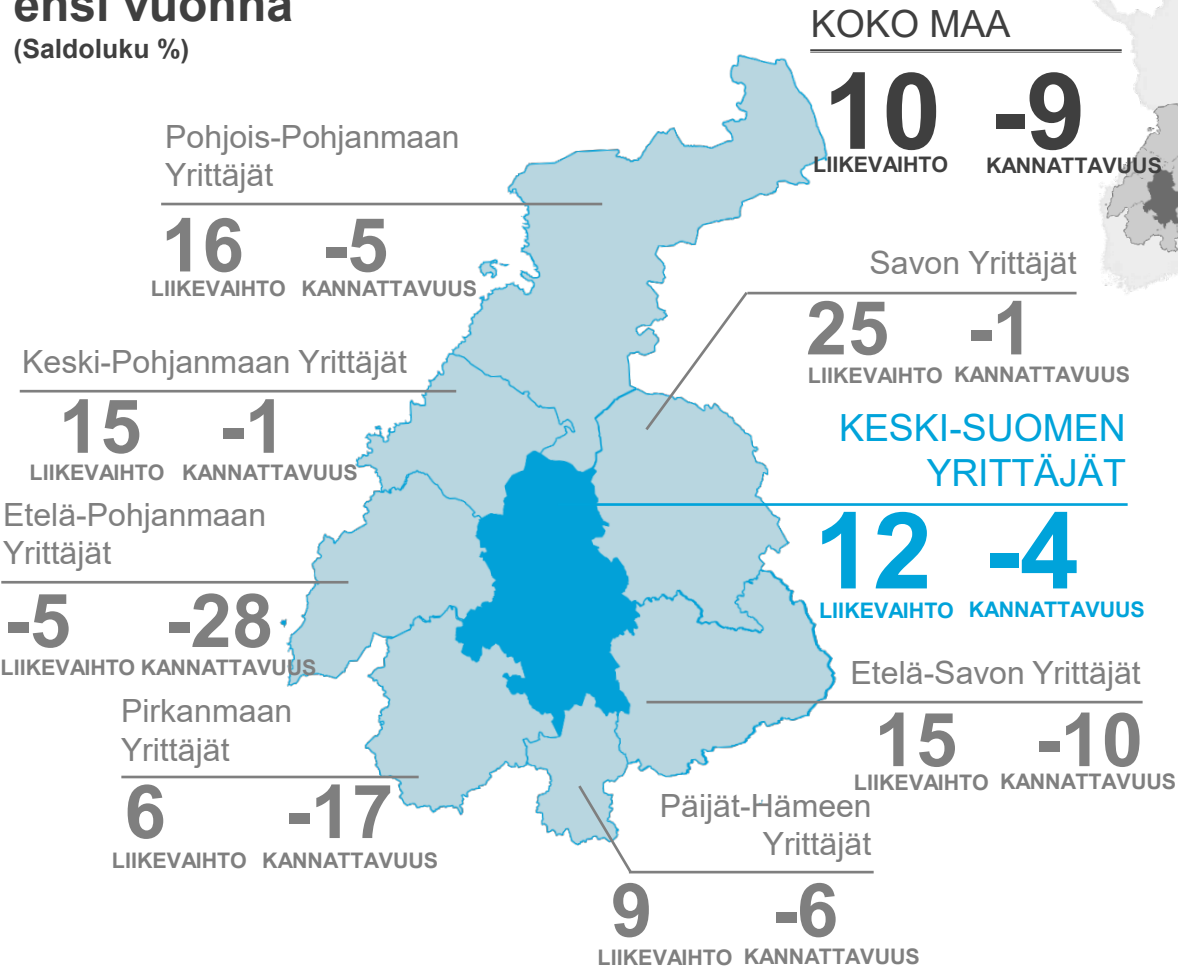 ensi vuonna
(Saldoluku %)
KOKO MAA
10 -9
LIIKEVAIHTO KANNATTAVUUS
Pohjois-Pohjanmaan
Yrittäjät
16 -5
LIIKEVAIHTO KANNATTAVUUS
Savon Yrittäjät
25 -1
LIIKEVAIHTO KANNATTAVUUS
Keski-Pohjanmaan Yrittäjät
15 -1
LIIKEVAIHTO KANNATTAVUUS
KESKI-SUOMEN
YRITTÄJÄT
12 -4
LIIKEVAIHTO KANNATTAVUUS
Etelä-Pohjanmaan
Yrittäjät
-5 -28
LIIKEVAIHTO KANNATTAVUUS
Etelä-Savon Yrittäjät
15 -10
LIIKEVAIHTO KANNATTAVUUS
Pirkanmaan
Yrittäjät
6 -17
LIIKEVAIHTO KANNATTAVUUS
Päijät-Hämeen
Yrittäjät
9 -6
LIIKEVAIHTO KANNATTAVUUS